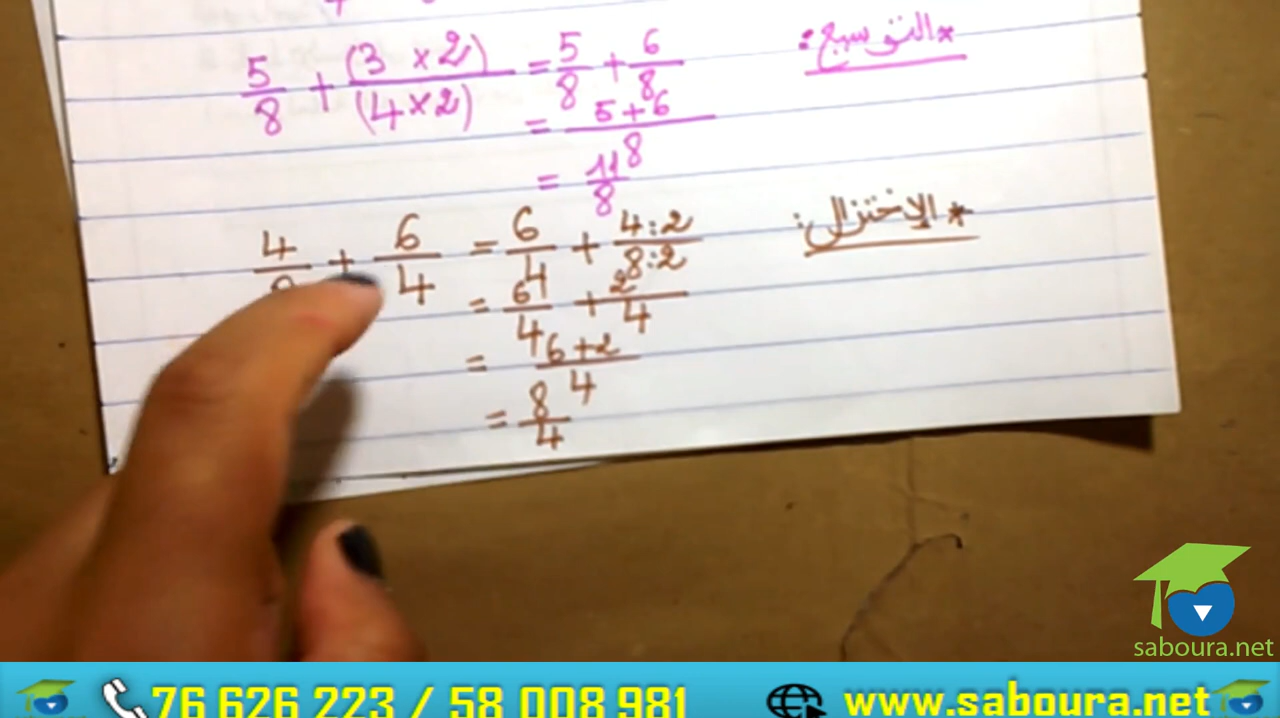 * التوسيع:
5/8 + (3 × 2)/(4 × 2) = 5/8 + 6/8
= 5+6/8
= 11/8
* الاختزال:
4/8 + 6/4 = 6/4 + 4:2/8:2
= 6/4 + 2/4
= 6+2/4
= 8/4
saboura.net
76 626 223 / 58 008 981 www.saboura.net